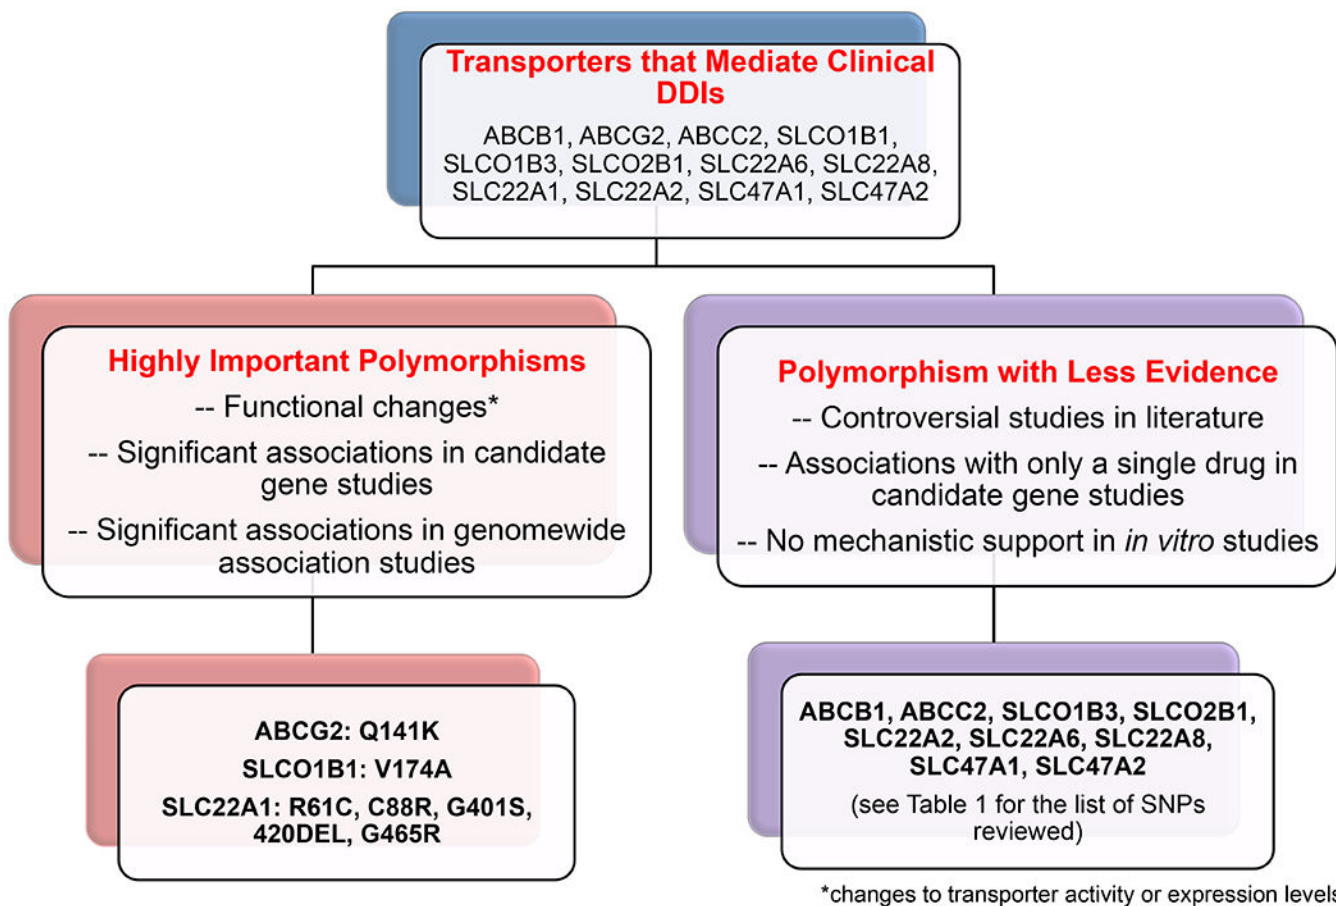 Transporters that Mediate Clinical
DDIs
ABCB1, ABCG2, ABCC2, SLCO1B1,
SLCO1B3, SLCO2B1, SLC22A6, SLC22A8,
SLC22A1, SLC22A2, SLC47A1, SLC47A2
Highly Important Polymorphisms
-- Functional changes*
-- Significant associations in candidate
gene studies
-- Significant associations in genomewide
association studies
Polymorphism with Less Evidence
-- Controversial studies in literature
-- Associations with only a single drug in
candidate gene studies
-- No mechanistic support in in vitro studies
ABCG2: Q141K
SLCO1B1: V174A
SLC22A1: R61C, C88R, G401S,
420DEL, G465R
ABCB1, ABCC2, SLCO1B3, SLCO2B1,
SLC22A2, SLC22A6, SLC22A8,
SLC47A1, SLC47A2
(see Table 1 for the list of SNPs
reviewed)
*changes to transporter activity or expression levels